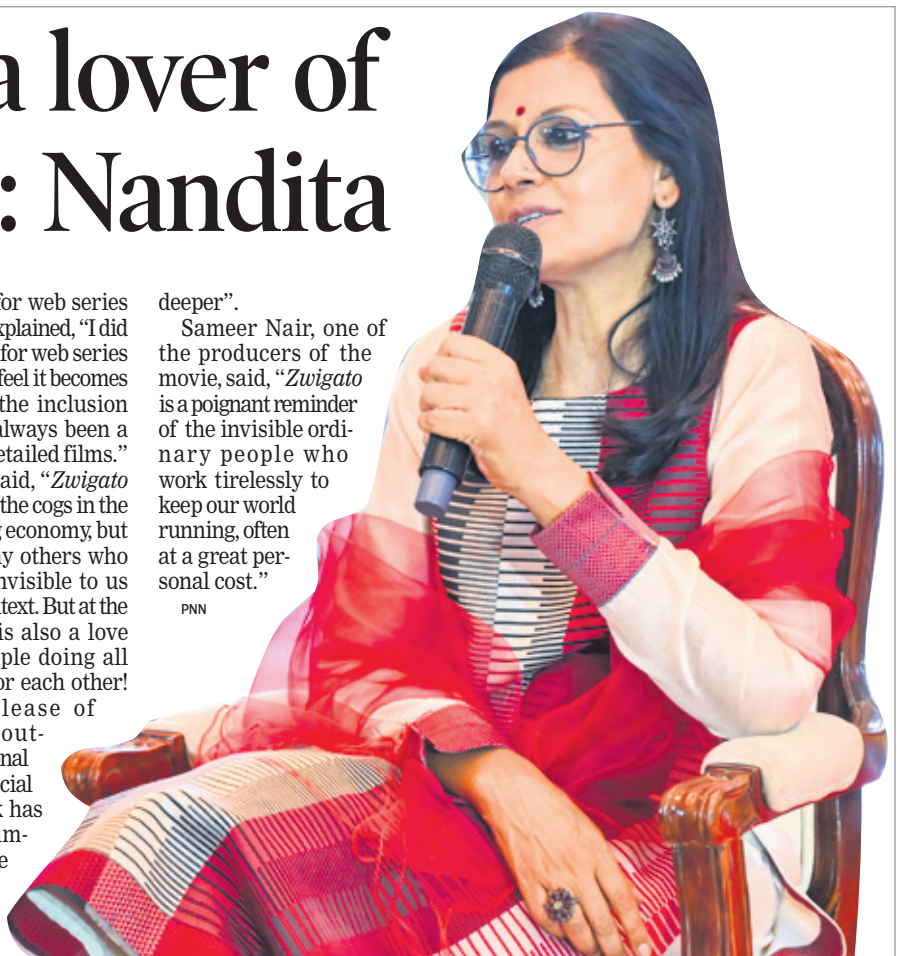 a lover of
: Nandita
for web series
xplained, “I did
for web series
feel it becomes
the inclusion
always been a
etailed films.”
aid, “Zwigato
the cogs in the
g economy, but
ny others who
nvisible to us
text. But at the
is also a love
ple doing all
or each other!
lease of
out-
nal
cial
k has
im-
e
deeper”.
Sameer Nair, one of
the producers of the
movie, said, “Zwigato
is a poignant reminder
of the invisible ordi-
nary people who
work tirelessly to
keep our world
running, often
at a great per-
sonal cost.”
PNN